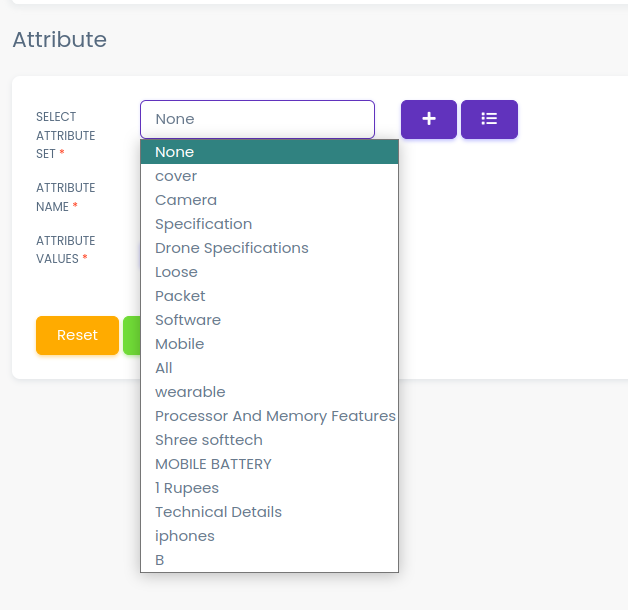 Attribute
SELECT
ATTRIBUTE
SET *
None
ATTRIBUTE
NAME *
ATTRIBUTE
VALUES *
Reset
None
cover
Camera
Specification
Drone Specifications
Loose
Packet
Software
Mobile
All
wearable
Processor And Memory Features
Shree softtech
MOBILE BATTERY
1 Rupees
Technical Details
iphones
B